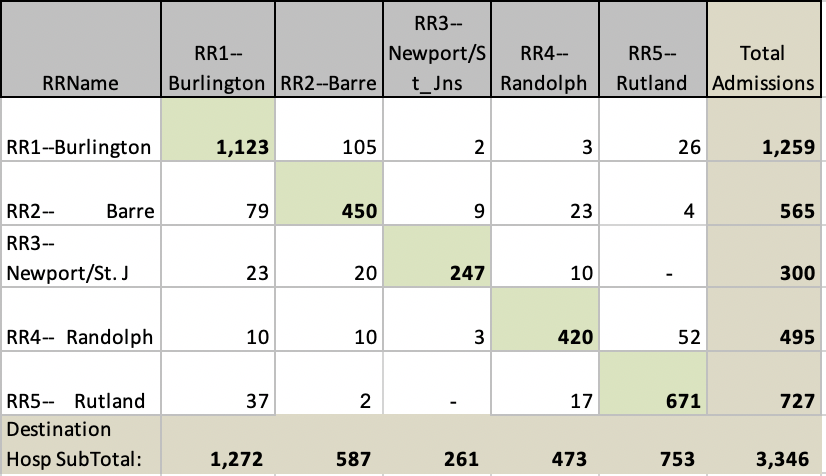 RRName RR1--Burlington RR2--Barre RR3--Newport/St_Jns RR4--Randolph RR5--Rutland Total Admissions
RR1--Burlington 1,123 105 2 3 26 1,259
RR2-- Barre 79 450 9 23 4 565
RR3--
Newport/St. J 23 20 247 10 - 300
RR4-- Randolph 10 10 3 420 52 495
RR5-- Rutland 37 2 - 17 671 727
Destination
Hosp SubTotal: 1,272 587 261 473 753 3,346